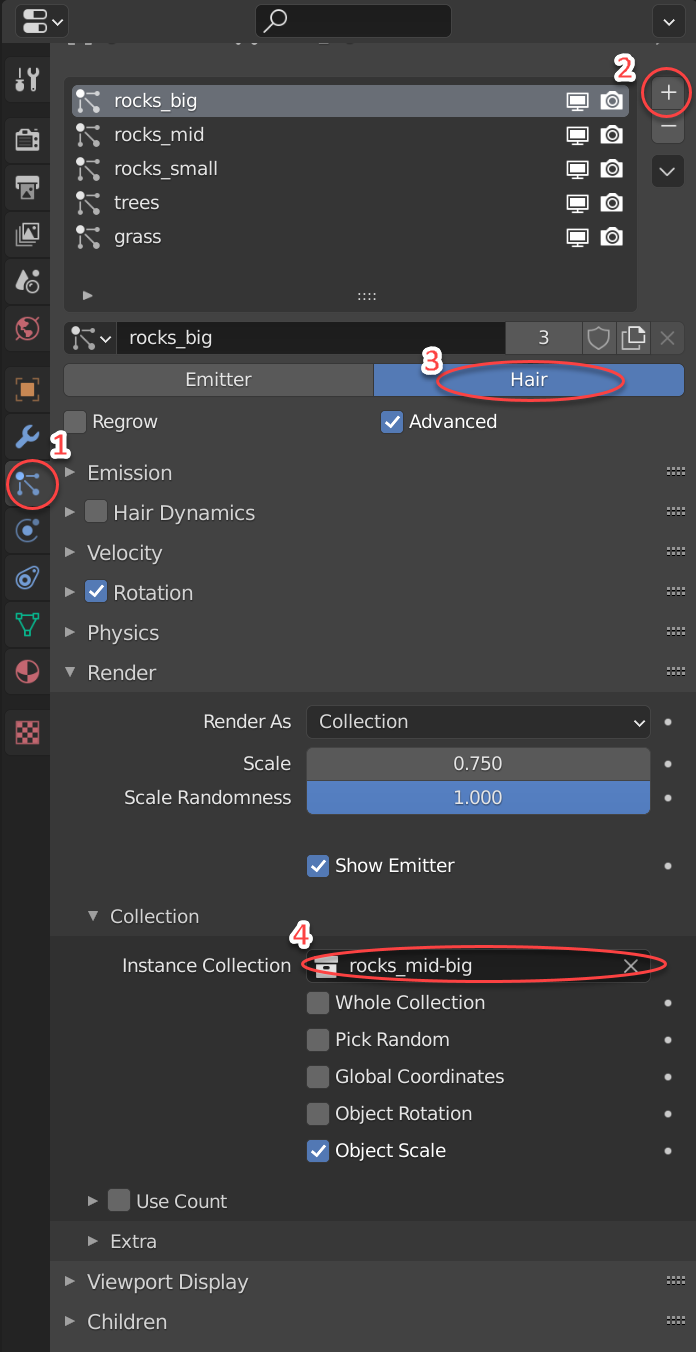 2
rocks_big
rocks_mid
rocks_small
trees
grass
rocks_big 3
3
Emitter Hair
Regrow Advanced
1
Emission
Hair Dynamics
Velocity
Rotation
Physics
Render
Render As Collection
Scale 0.750
Scale Randomness 1.000
Show Emitter
Collection
4
Instance Collection rocks_mid-big
Whole Collection
Pick Random
Global Coordinates
Object Rotation
Object Scale
Use Count
Extra
Viewport Display
Children